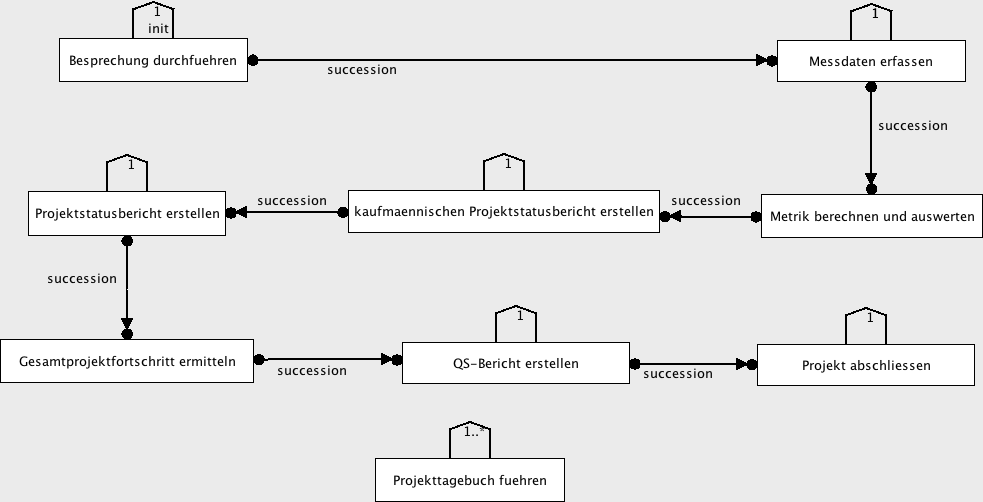 1
init
Besprechung durchfuehren
succession
1
Messdaten erfassen
succession
1
Projektstatusbericht erstellen
succession
1
kaufmaennischen Projektstatusbericht erstellen
succession
Metrik berechnen und auswerten
succession
Gesamtprojektfortschritt ermitteln
succession
1
QS-Bericht erstellen
succession
1
Projekt abschliessen
1..*
Projekttagebuch fuehren